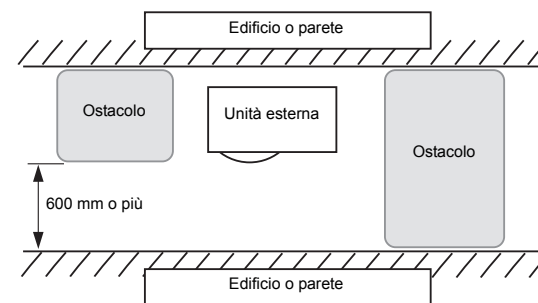 Edificio o parete
Ostacolo
Unità esterna
Ostacolo
600 mm o più
Edificio o parete